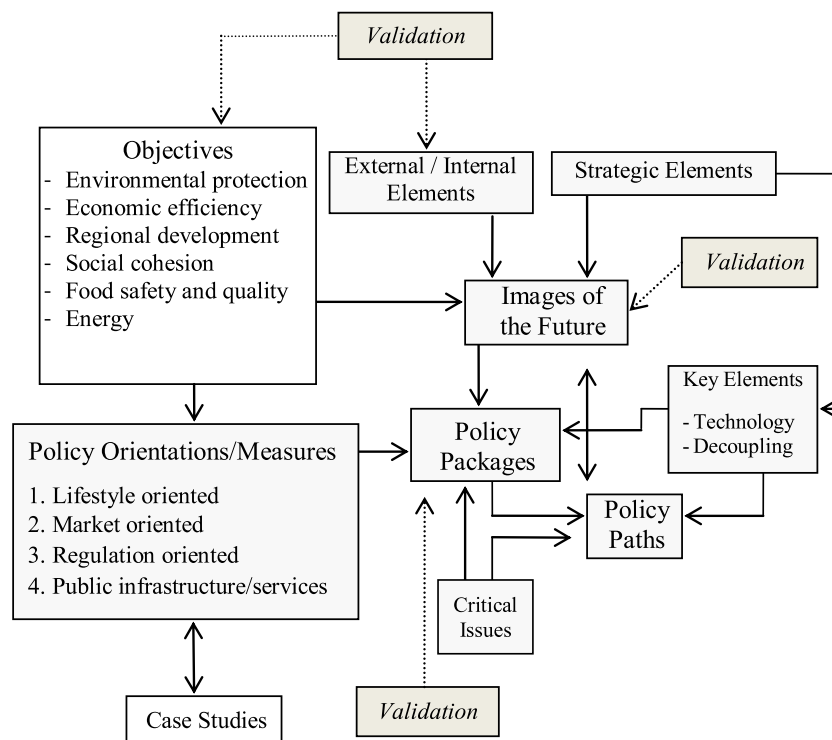 Validation
Objectives
- Environmental protection
- Economic efficiency
- Regional development
- Social cohesion
- Food safety and quality
- Energy
External / Internal
Elements
Strategic Elements
Validation
Images of
the Future
Key Elements
- Technology
- Decoupling
Policy Orientations/Measures
1. Lifestyle oriented
2. Market oriented
3. Regulation oriented
4. Public infrastructure/services
Policy
Packages
Policy
Paths
Critical
Issues
Validation
Case Studies